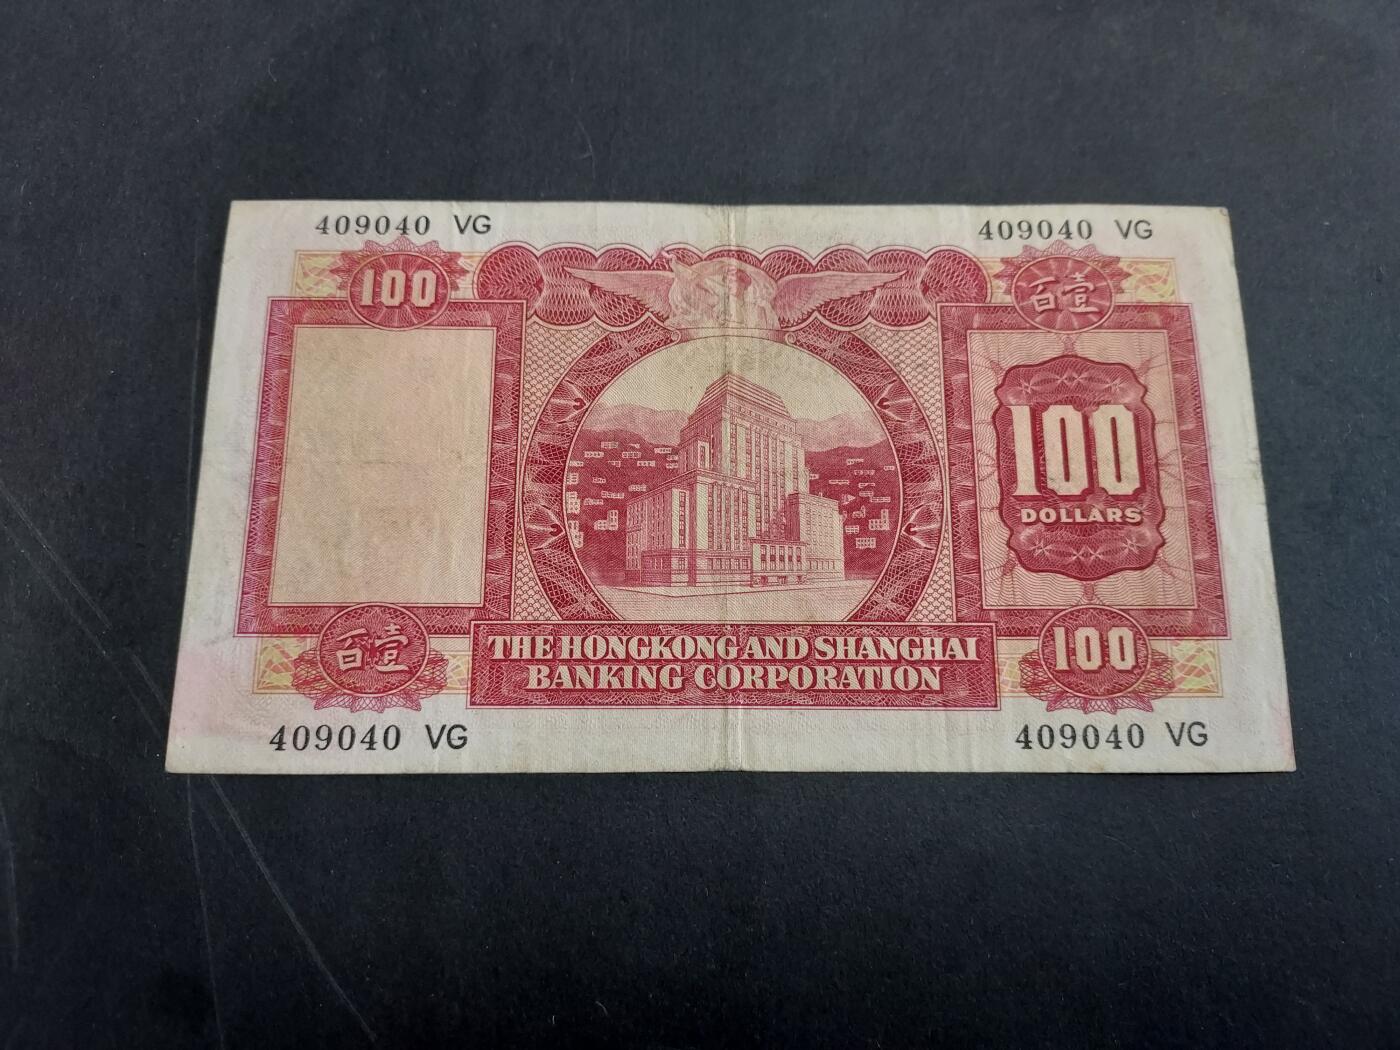 409040 VG
409040 VG
100
百壹
100
DOLLARS
百壹
THE HONGKONG AND SHANGHAI
BANKING CORPORATION
100
409040 VG
409040 VG